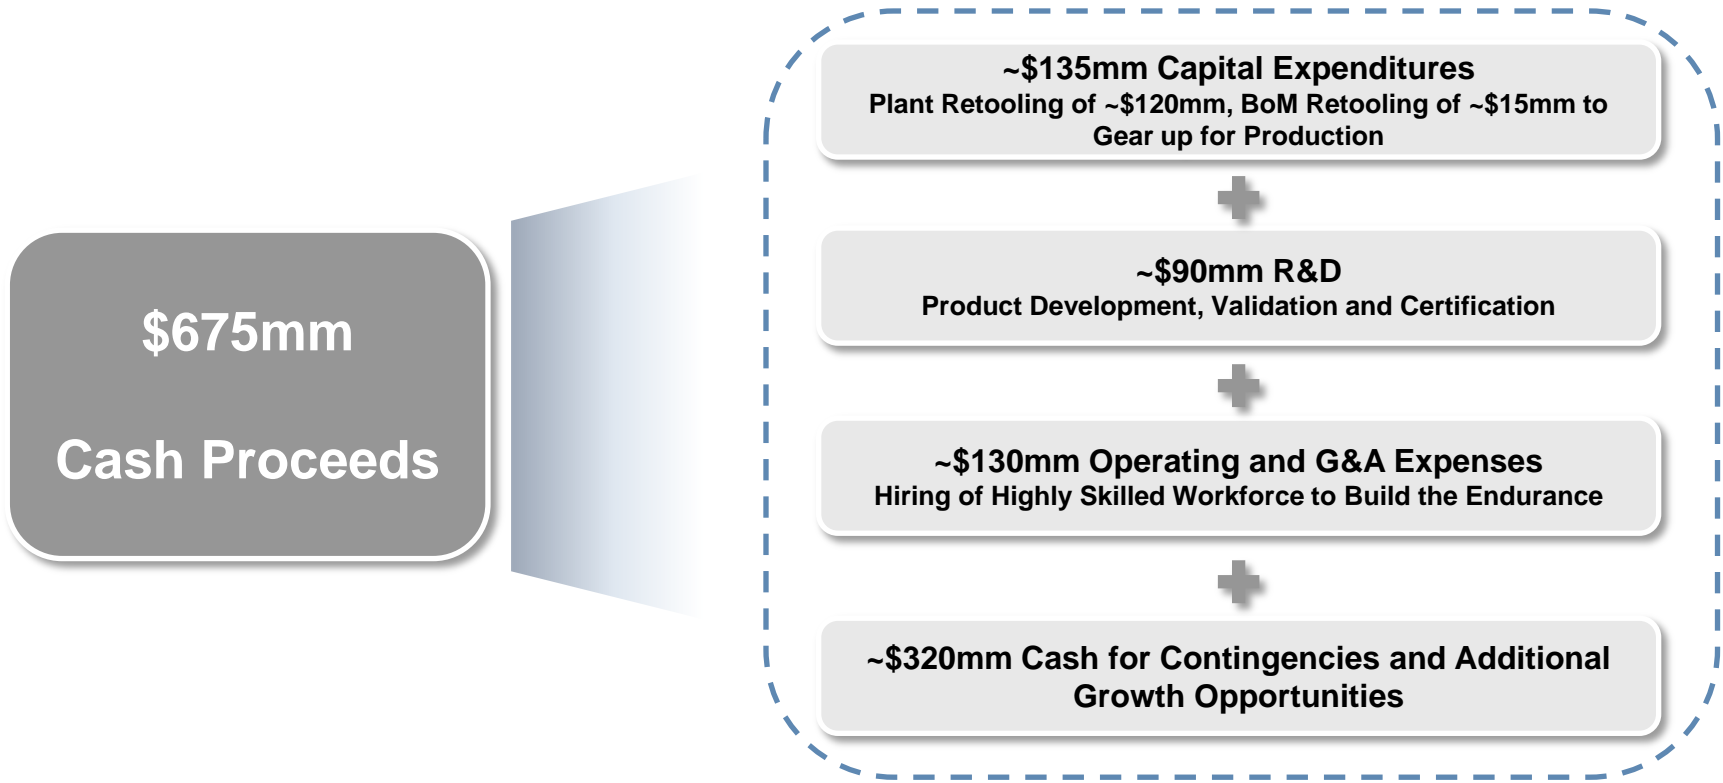 $675mm
Cash Proceeds
~$135mm Capital Expenditures
Plant Retooling of ~$120mm, BoM Retooling of ~$15mm to
Gear up for Production
~$90mm R&D
Product Development, Validation and Certification
~$130mm Operating and G&A Expenses
Hiring of Highly Skilled Workforce to Build the Endurance
~$320mm Cash for Contingencies and Additional
Growth Opportunities